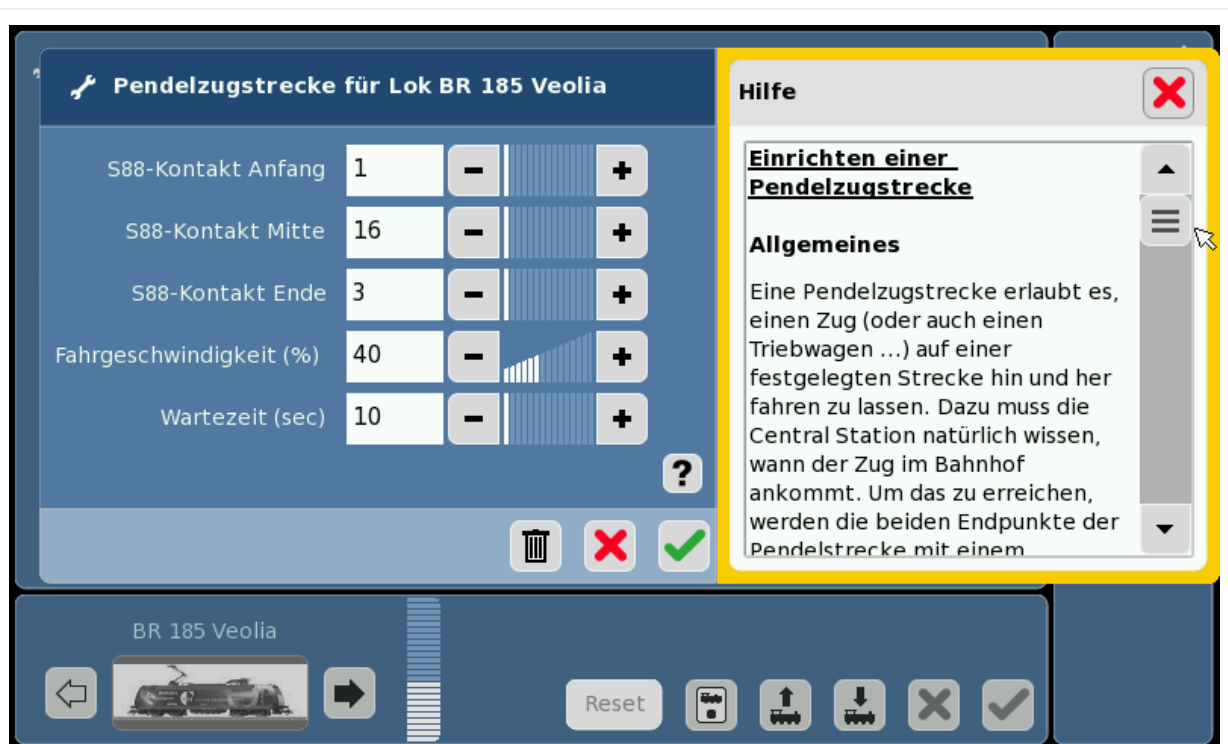 Pendelzugstrecke für Lok BR 185 Veolia
S88-Kontakt Anfang 1
S88-Kontakt Mitte 16
S88-Kontakt Ende 3
Fahrgeschwindigkeit (%) 40
Wartezeit (sec) 10
?
Hilfe
Einrichten einer
Pendelzugstrecke
Allgemeines
Eine Pendelzugstrecke erlaubt es,
einen Zug (oder auch einen
Triebwagen ...) auf einer
festgelegten Strecke hin und her
fahren zu lassen. Dazu muss die
Central Station natürlich wissen,
wann der Zug im Bahnhof
ankommt. Um das zu erreichen,
werden die beiden Endpunkte der
Pendelstrecke mit einem
BR 185 Veolia
Reset